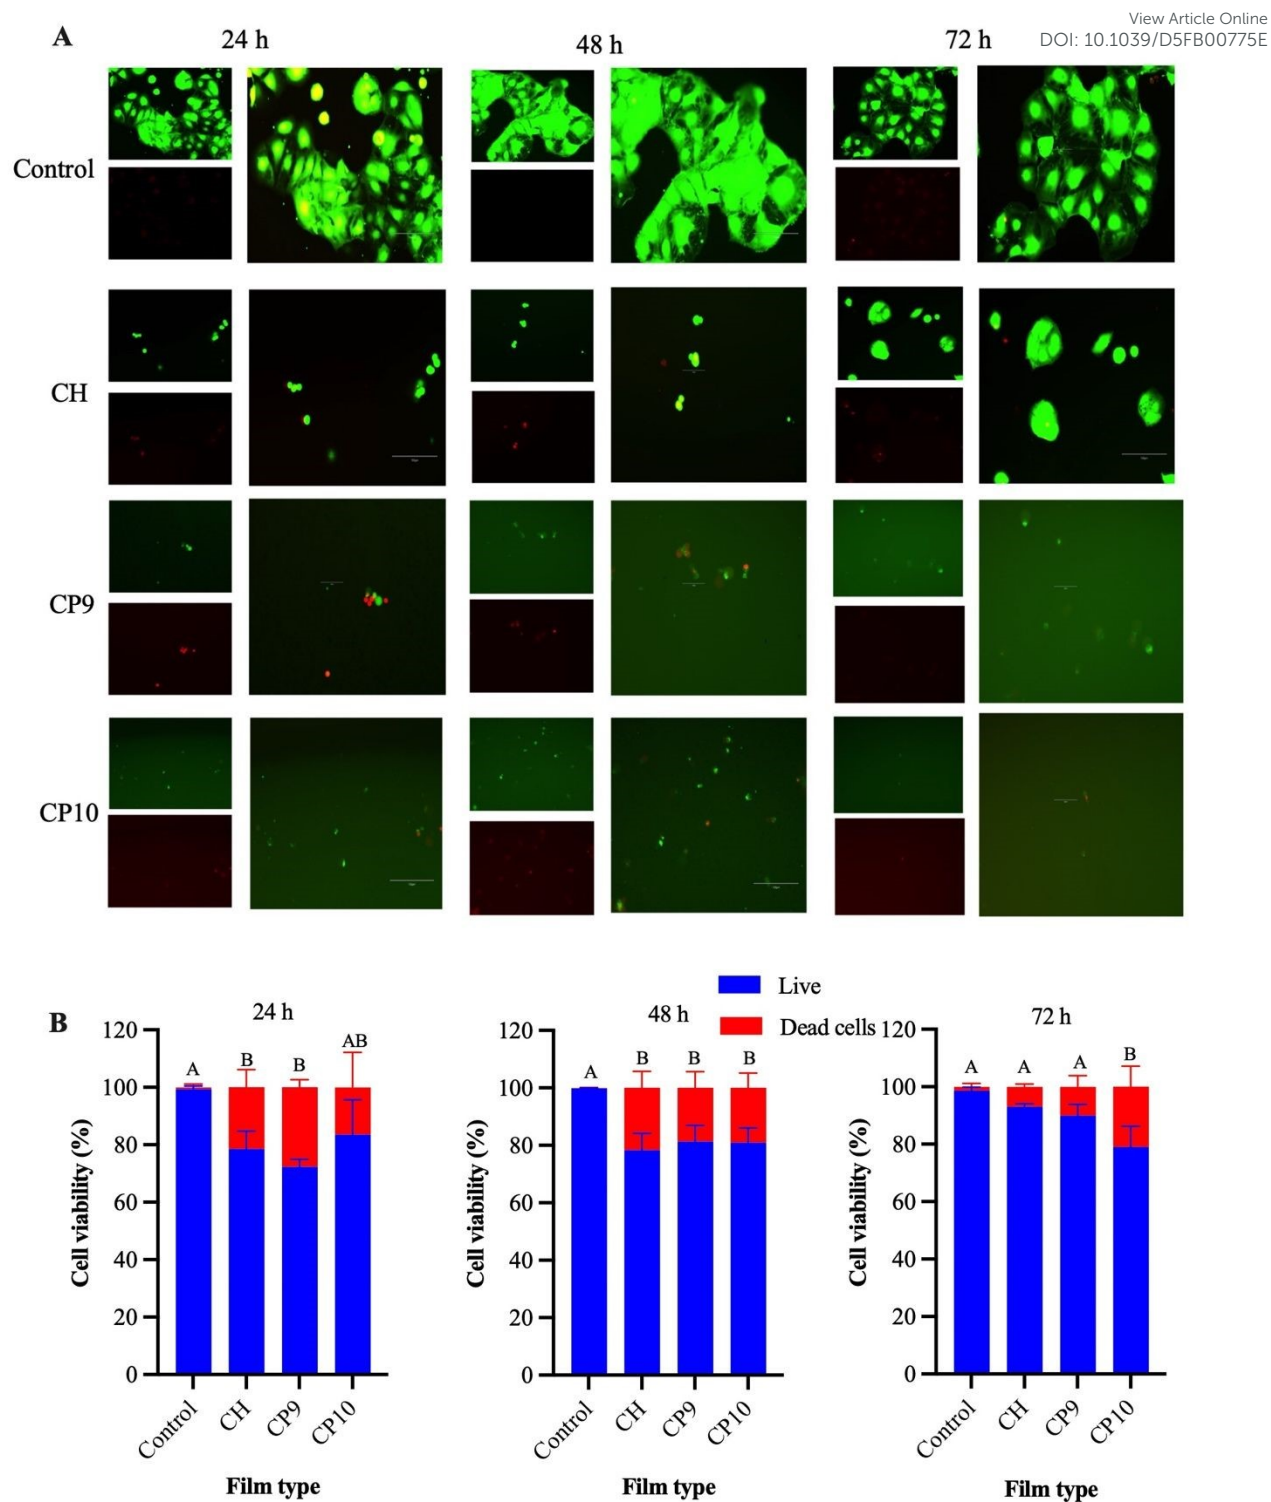 View Article Online
DOI: 10.1039/D5FB00775E
A
24 h
48 h
72 h
Control
CH
CP9
CP10
Live
Dead cells
B
24 h
120
100
80
60
40
20
0
Cell viability (%)
A
B
B
AB
Control
CH
CP9
CP10
Film type
48 h
120
100
80
60
40
20
0
Cell viability (%)
A
B
B
B
Control
CH
CP9
CP10
Film type
72 h
120
100
80
60
40
20
0
Cell viability (%)
A
A
A
B
Control
CH
CP9
CP10
Film type